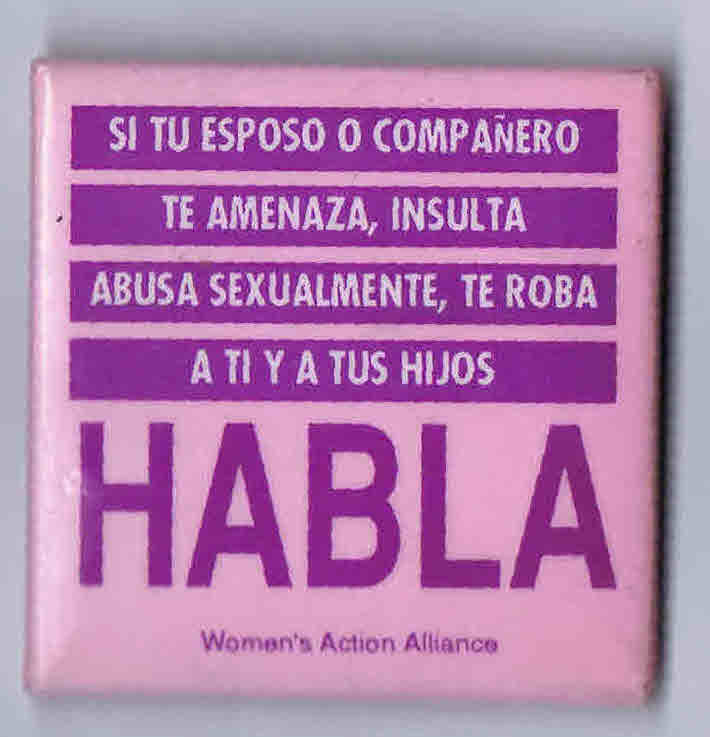 SI TU ESPOSO O COMPAÑERO
TE AMENAZA, INSULTA
ABUSA SEXUALMENTE, TE ROBA
A TI Y A TUS HIJOS
HABLA
Women's Action Alliance